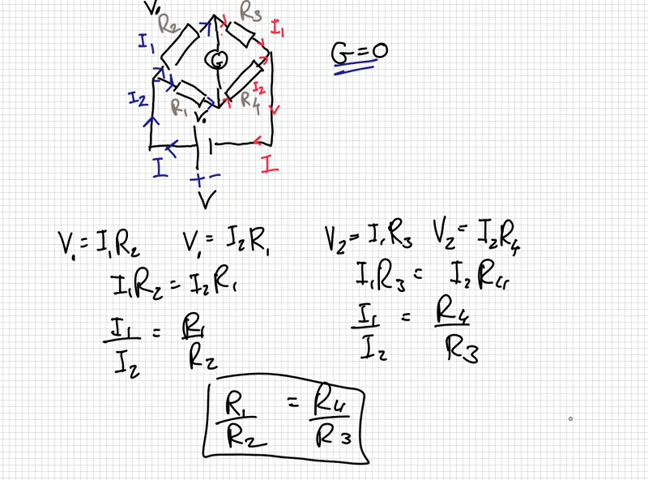 V₁ R₂ R₃
I₁ I₁
G G=0
I₂ R₁ R₄ I₂
V₁
I I
+ -
V
V₁=I₁R₂ V₁=I₂R₁ V₂=I₁R₃ V₂=I₂R₄
I₁R₂=I₂R₁ I₁R₃= I₂R₄
I₁/I₂ = R₁/R₂ I₁/I₂ = R₄/R₃
R₁/R₂ = R₄/R₃